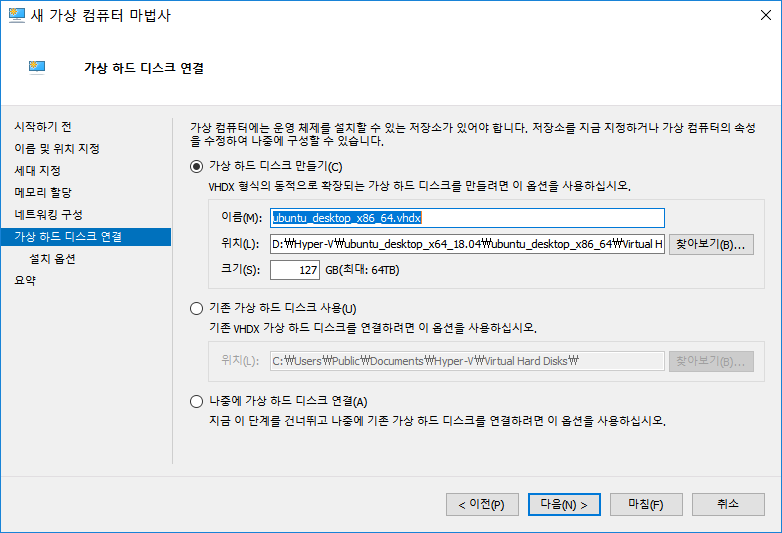 새 가상 컴퓨터 마법사
가상 하드 디스크 연결
시작하기 전
이름 및 위치 지정
세대 지정
메모리 할당
네트워킹 구성
가상 하드 디스크 연결
설치 옵션
요약
가상 컴퓨터에는 운영 체제를 설치할 수 있는 저장소가 있어야 합니다. 저장소를 지금 지정하거나 가상 컴퓨터의 속성
을 수정하여 나중에 구성할 수 있습니다.
가상 하드 디스크 만들기(C)
VHDX 형식의 동적으로 확장되는 가상 하드 디스크를 만들려면 이 옵션을 사용하십시오.
이름(M): ubuntu_desktop_x86_64.vhdx
위치(L): D:₩Hyper-V₩ubuntu_desktop_x64_18.04₩ubuntu_desktop_x86_64₩Virtual H 찾아보기(B)...
크기(S): 127 GB(최대: 64TB)
기존 가상 하드 디스크 사용(U)
기존 VHDX 가상 하드 디스크를 연결하려면 이 옵션을 사용하십시오.
위치(L): C:₩Users₩Public₩Documents₩Hyper-V₩Virtual Hard Disks₩ 찾아보기(B)...
나중에 가상 하드 디스크 연결(A)
지금 이 단계를 건너뛰고 나중에 기존 가상 하드 디스크를 연결하려면 이 옵션을 사용하십시오.
< 이전(P) 다음(N) > 마침(F) 취소